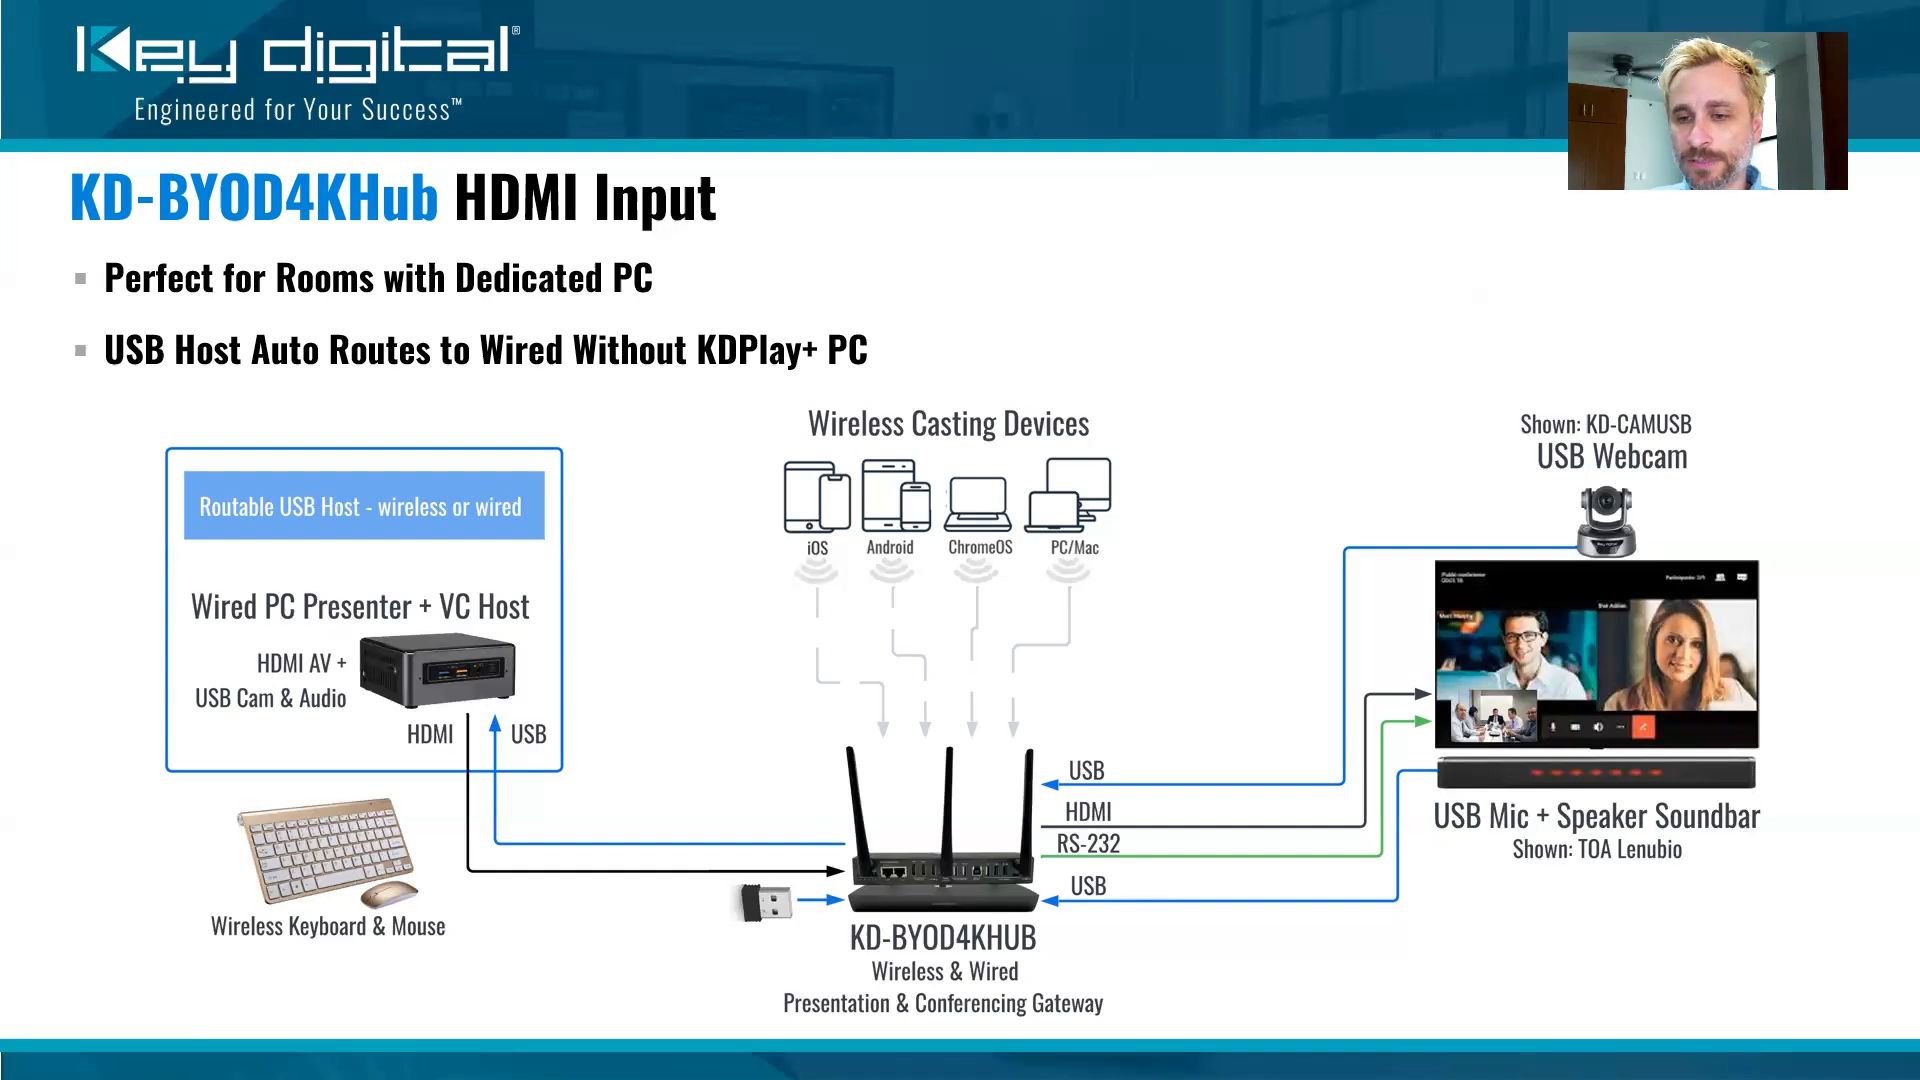 Key digital®
Engineered for Your Success™
KD-BYOD4KHub HDMI Input
Perfect for Rooms with Dedicated PC
USB Host Auto Routes to Wired Without KDPlay+ PC
Wireless Casting Devices
iOS
Android
ChromeOS
PC/Mac
Shown: KD-CAMUSB
USB Webcam
Routable USB Host - wireless or wired
Wired PC Presenter + VC Host
HDMI AV +
USB Cam & Audio
HDMI
USB
Wireless Keyboard & Mouse
USB
HDMI
RS-232
USB
KD-BYOD4KHUB
Wireless & Wired
Presentation & Conferencing Gateway
USB Mic + Speaker Soundbar
Shown: TOA Lenubio